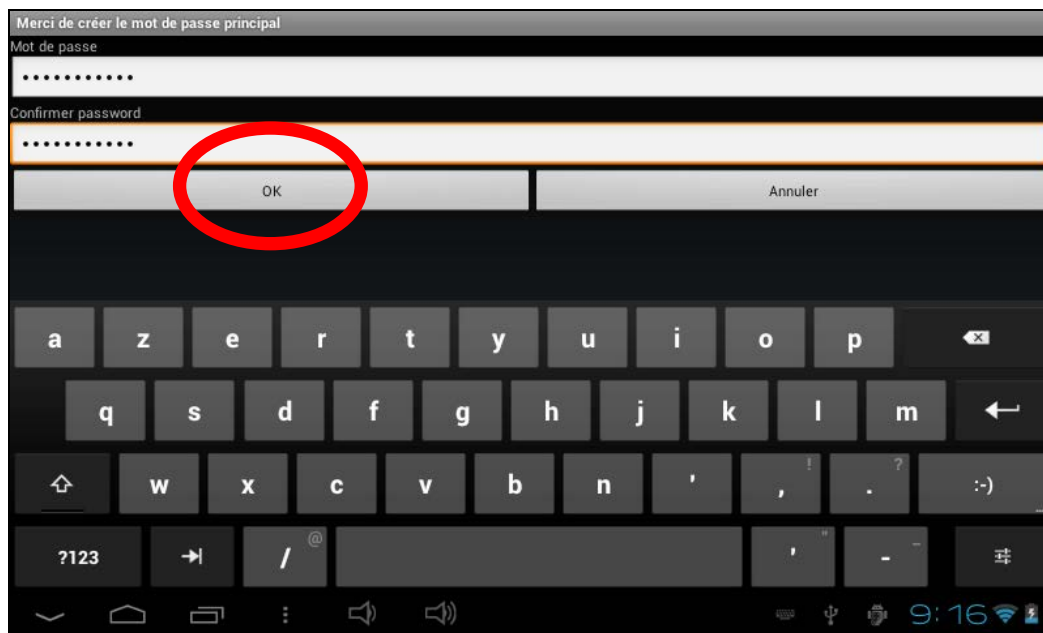 Merci de créer le mot de passe principal
Mot de passe
•••••••••••
Confirmer password
•••••••••••
OK Annuler
a z e r t y u i o p
q s d f g h j k l m
w x c v b n ' , ! . ? :-)
?123 / @ ' " - _
9:16